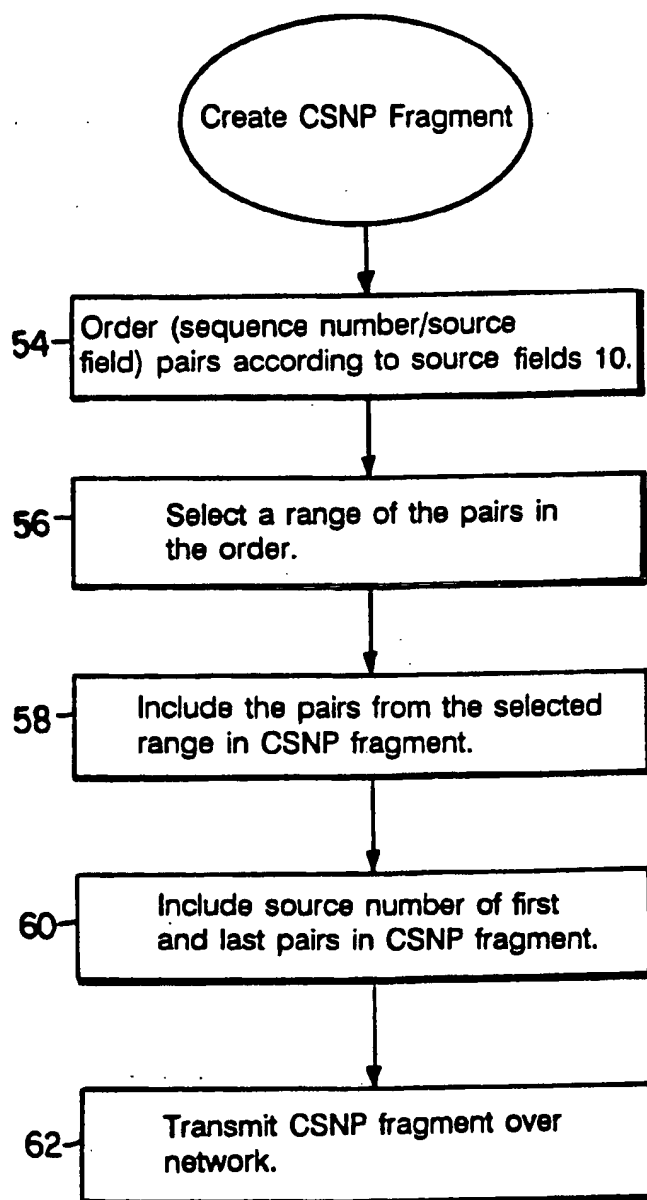 Create CSNP Fragment
54
Order (sequence number/source
field) pairs according to source fields 10.
56
Select a range of the pairs in
the order.
58
Include the pairs from the selected
range in CSNP fragment.
60
Include source number of first
and last pairs in CSNP fragment.
62
Transmit CSNP fragment over
network.